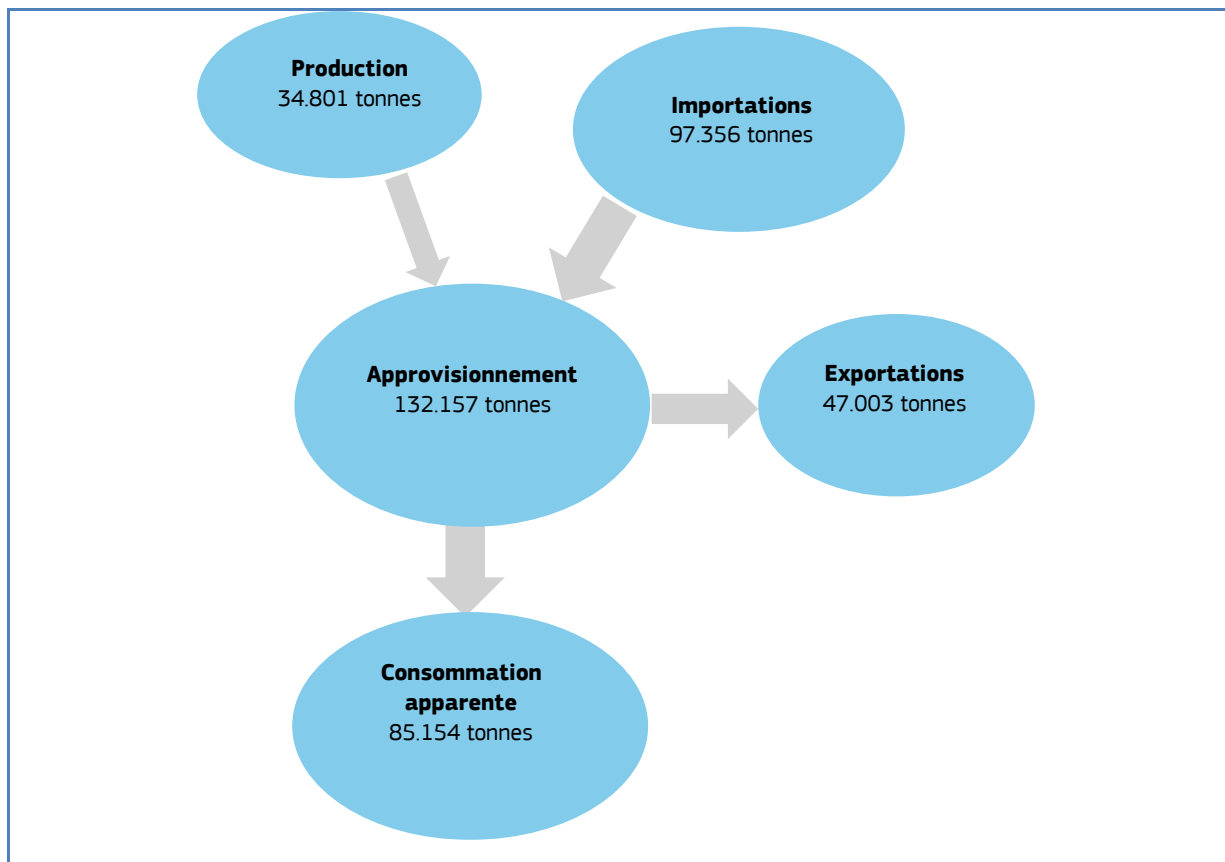 Production
34.801 tonnes
Importations
97.356 tonnes
Approvisionnement
132.157 tonnes
Exportations
47.003 tonnes
Consommation
apparente
85.154 tonnes